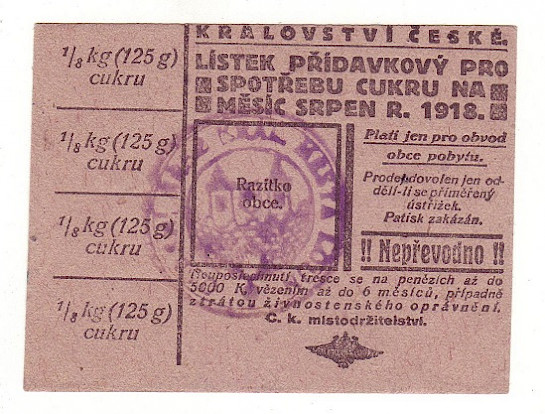 1/8 kg (125 g)
cukru
1/8 kg (125 g)
cukru
1/8 kg (125 g)
cukru
1/8 kg (125 g)
cukru
KRÁLOVSTVÍ ČESKÉ.
LÍSTEK PŘÍDAVKOVÝ PRO
SPOTŘEBU CUKRU NA
MĚSÍC SRPEN R. 1918.
Razítko
obce.
Platí jen pro obvod
obce pobytu.
Prodej dovolen jen od-
dělí-li se přiměřený
ústřižek.
Patisk zakázán.
!! Nepřevodno !!
Neuposlechnutí tresce se na penězích až do
5000 K, vězením až do 6 měsíců, případně
ztrátou živnostenského oprávnění.
C. k. místodržitelství.
MĚSTA